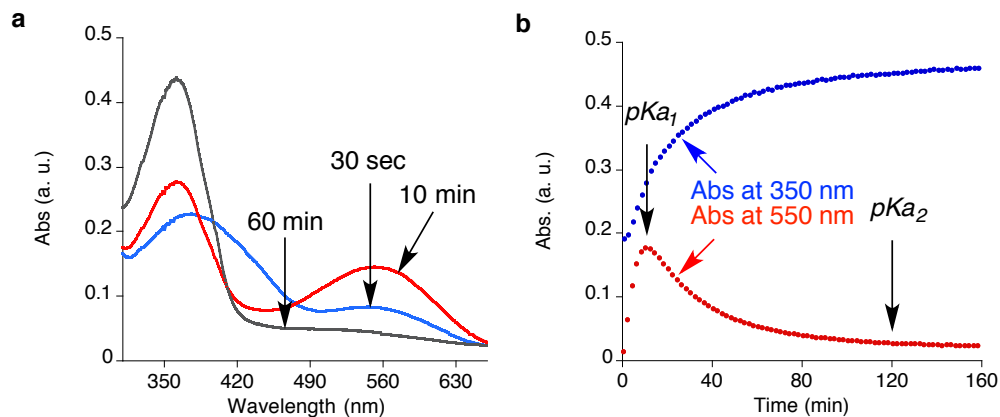 a
Abs (a. u.)
0.5
0.4
0.3
0.2
0.1
0
350
420
490
560
630
Wavelength (nm)
60 min
30 sec
10 min
b
Abs. (a. u.)
0.5
0.4
0.3
0.2
0.1
0
0
40
80
120
160
Time (min)
pKa1
Abs at 350 nm
Abs at 550 nm
pKa2